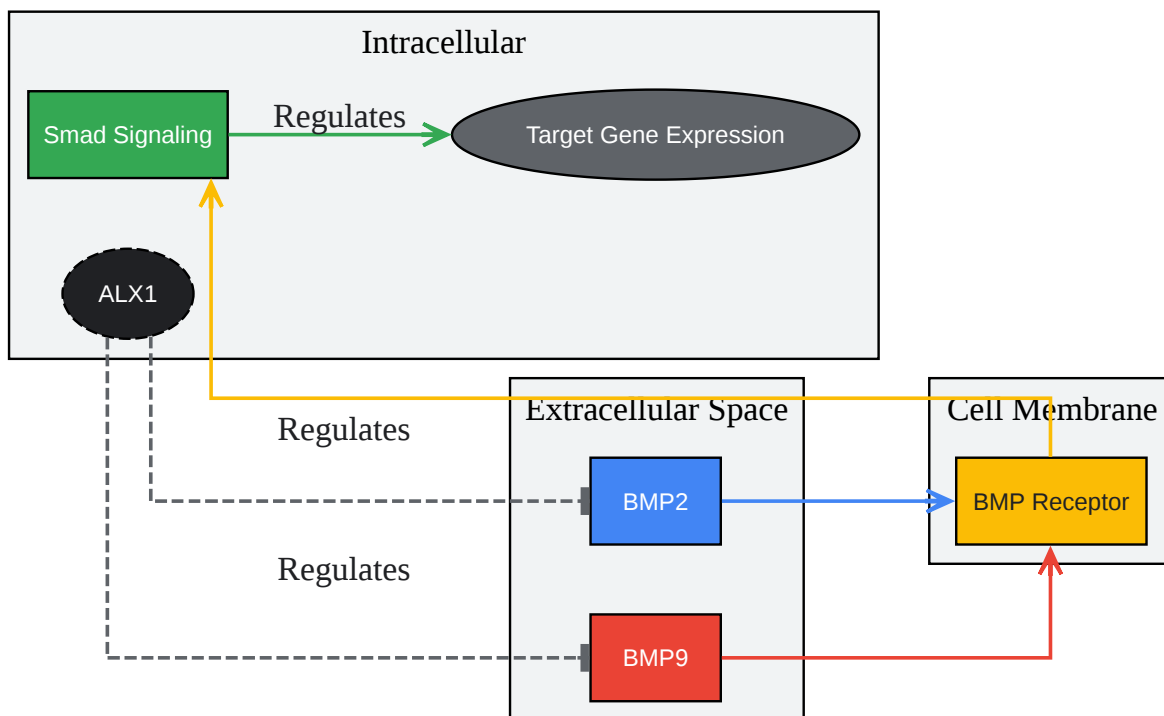 Intracellular
Smad Signaling
Regulates
Target Gene Expression
ALX1
Extracellular Space
Cell Membrane
Regulates
BMP2
BMP Receptor
Regulates
BMP9